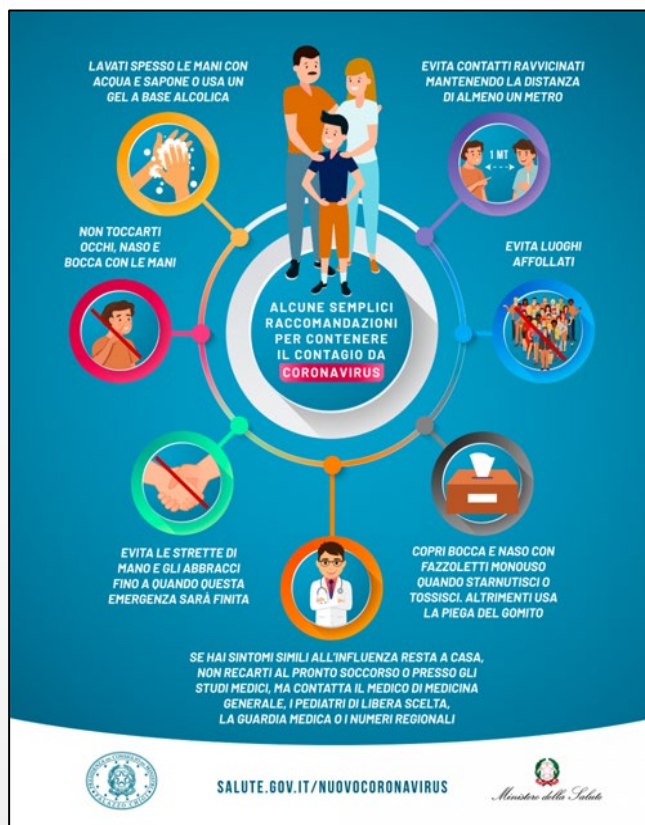 LAVATI SPESSO LE MANI CON
ACQUA E SAPONE O USA UN
GEL A BASE ALCOLICA
EVITA CONTATTI RAVVICINATI
MANTENENDO LA DISTANZA
DI ALMENO UN METRO
1 MT
NON TOCCARTI
OCCHI, NASO E
BOCCA CON LE MANI
EVITA LUOGHI
AFFOLLATI
ALCUNE SEMPLICI
RACCOMANDAZIONI
PER CONTENERE
IL CONTAGIO DA
CORONAVIRUS
EVITA LE STRETTE DI
MANO E GLI ABBRACCI
FINO A QUANDO QUESTA
EMERGENZA SARÀ FINITA
COPRI BOCCA E NASO CON
FAZZOLETTI MONOUSO
QUANDO STARNUTISCI O
TOSSISCI. ALTRIMENTI USA
LA PIEGA DEL GOMITO
SE HAI SINTOMI SIMILI ALL'INFLUENZA RESTA A CASA,
NON RECARTI AL PRONTO SOCCORSO O PRESSO GLI
STUDI MEDICI, MA CONTATTA IL MEDICO DI MEDICINA
GENERALE, I PEDIATRI DI LIBERA SCELTA,
LA GUARDIA MEDICA O I NUMERI REGIONALI
SALUTE.GOV.IT/NUOVOCORONAVIRUS
Ministero della Salute